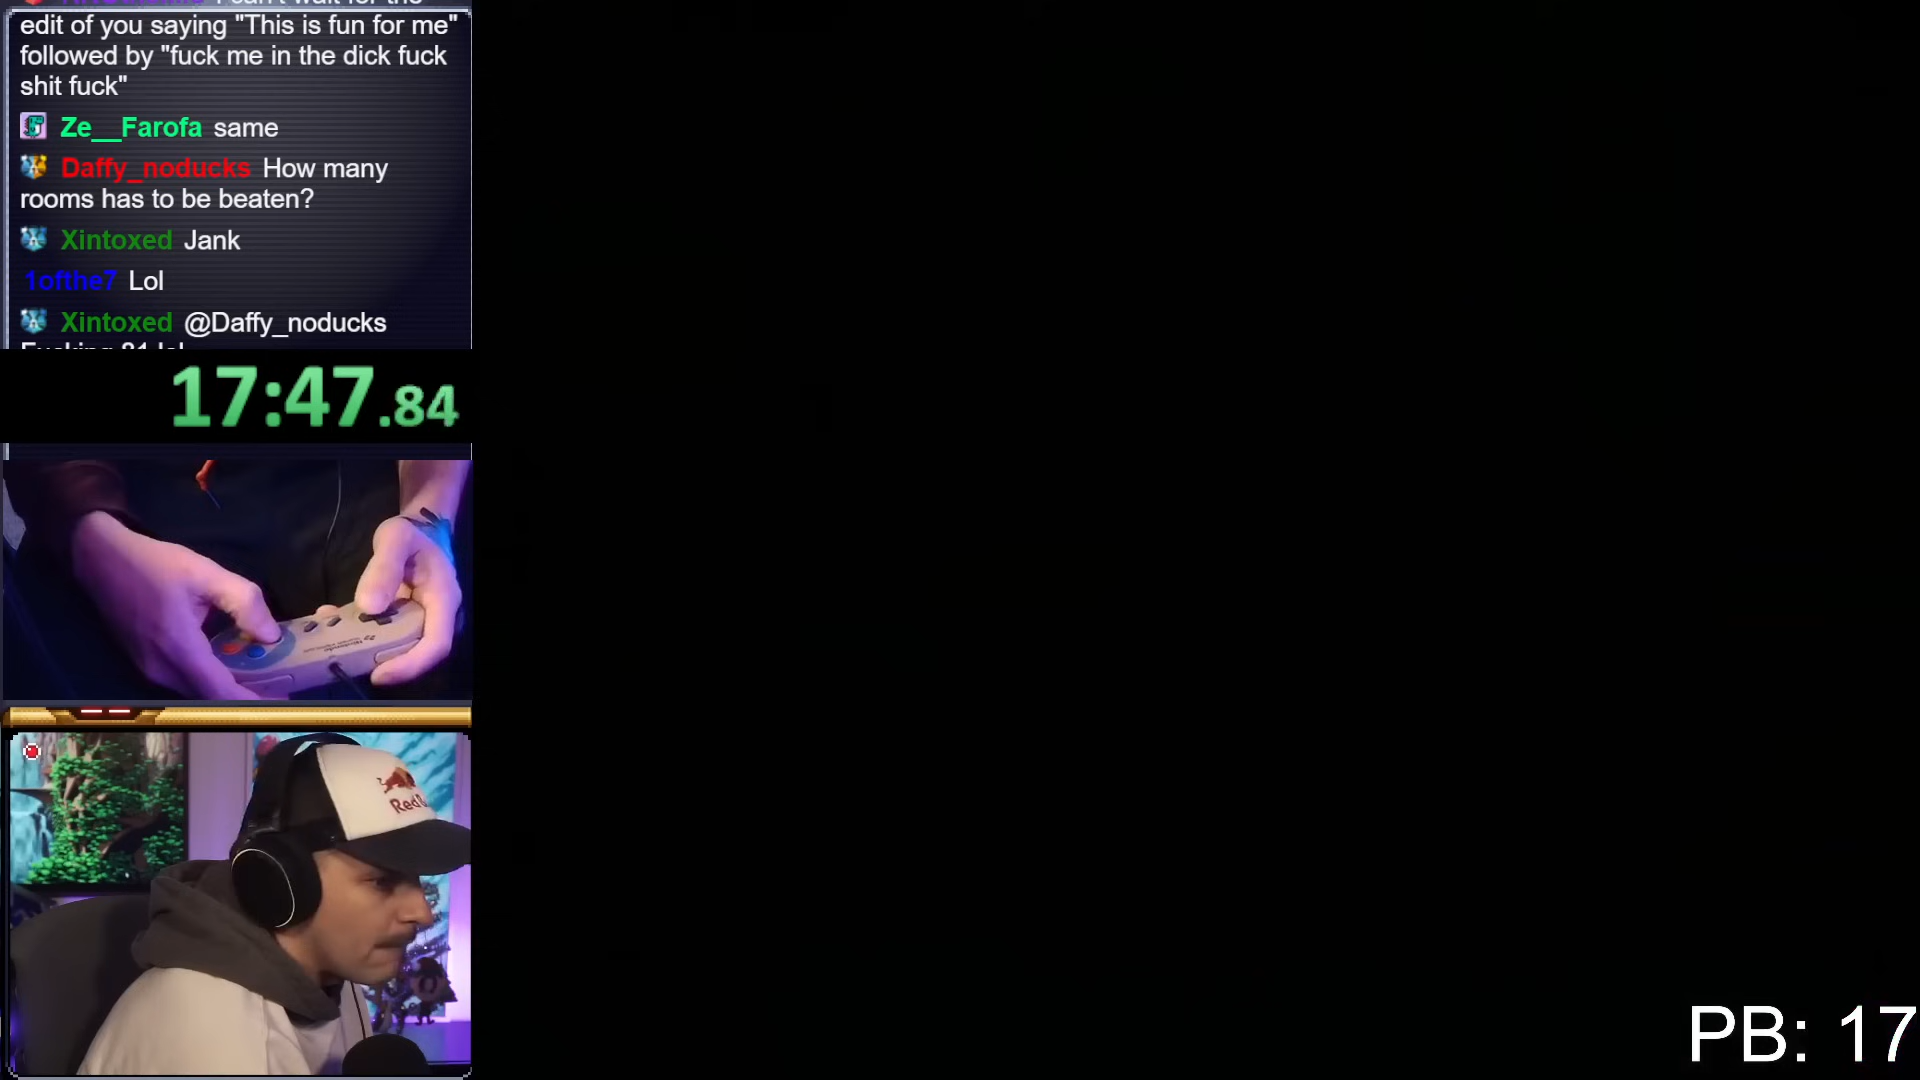 edit of you saying "This is fun for me"
followed by "fuck me in the dick fuck
shit fuck"
Ze__Farofa same
Daffy_noducks How many
rooms has to be beaten?
Xintoxed Jank
1ofthe7 Lol
Xintoxed @Daffy_noducks
17:47.84
Red
PB: 17